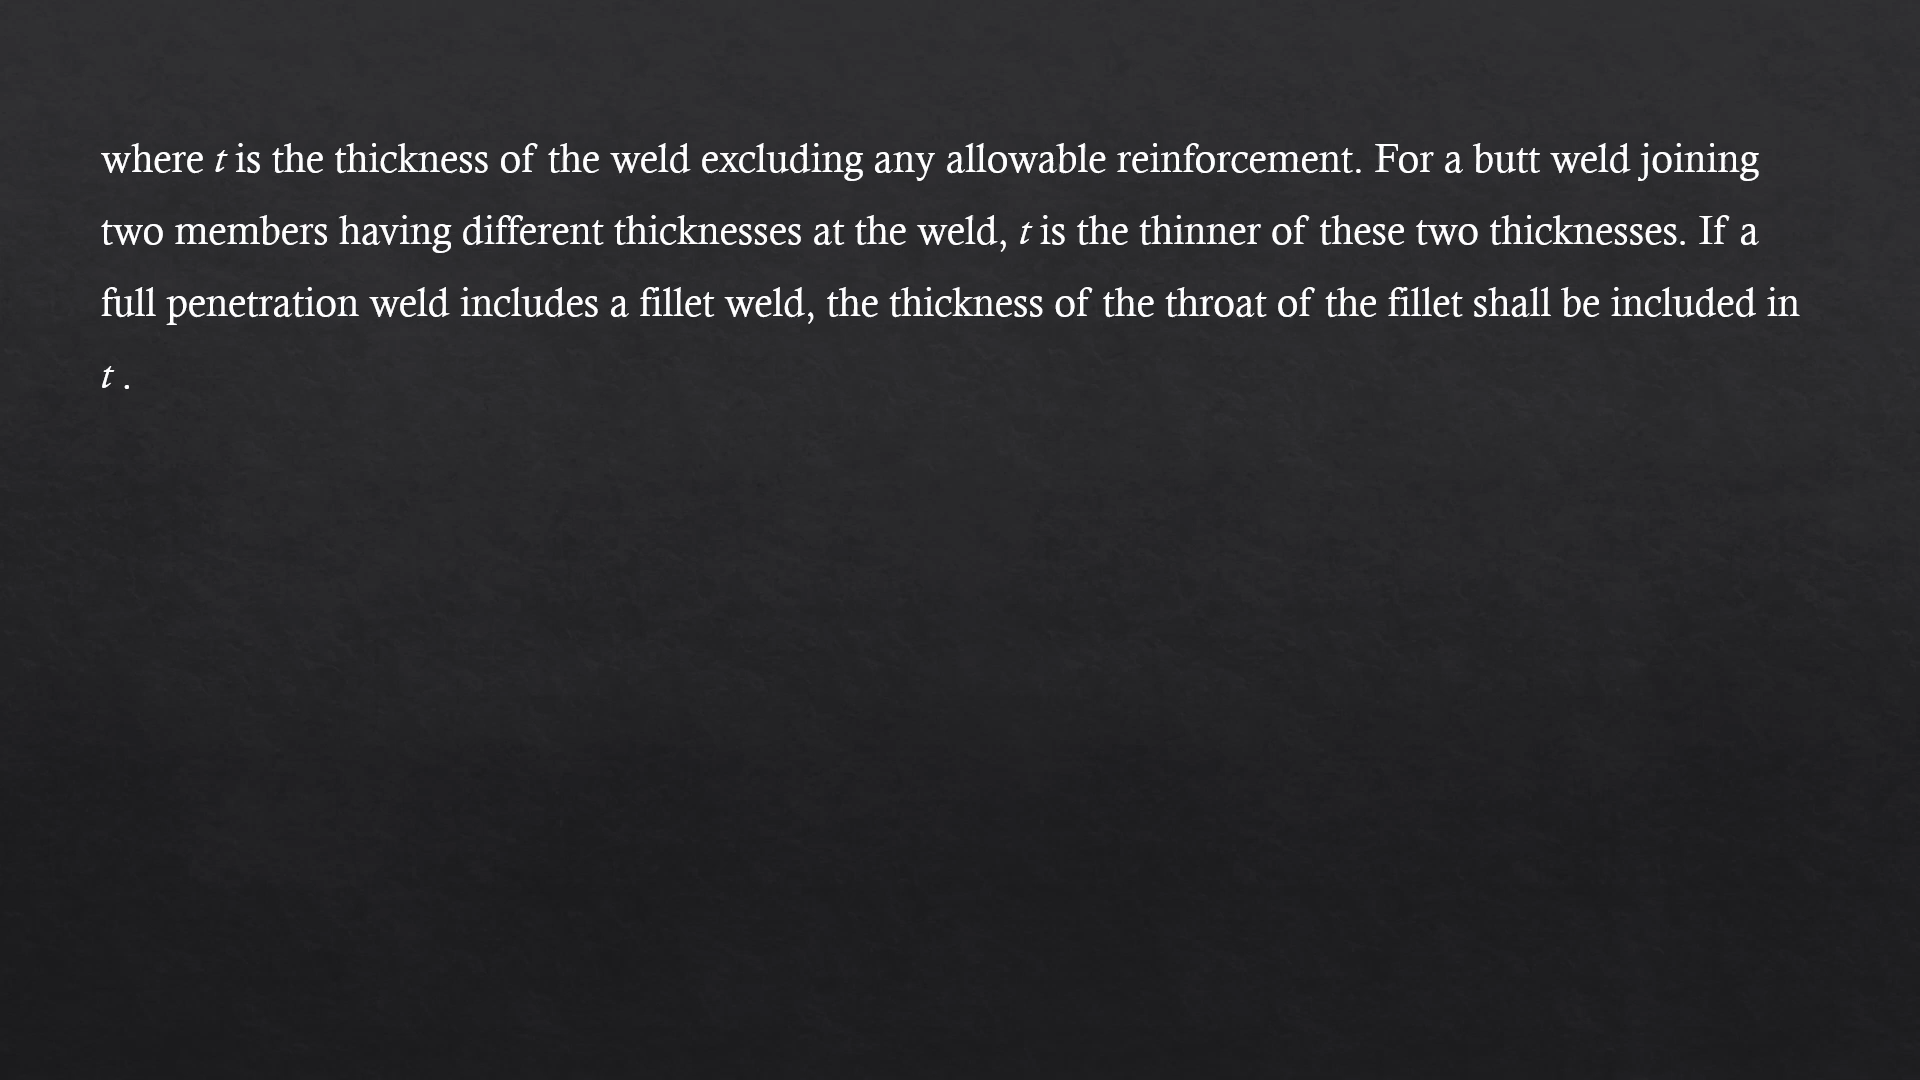 where t is the thickness of the weld excluding any allowable reinforcement. For a butt weld joining
two members having different thicknesses at the weld, t is the thinner of these two thicknesses. If a
full penetration weld includes a fillet weld, the thickness of the throat of the fillet shall be included in
t .